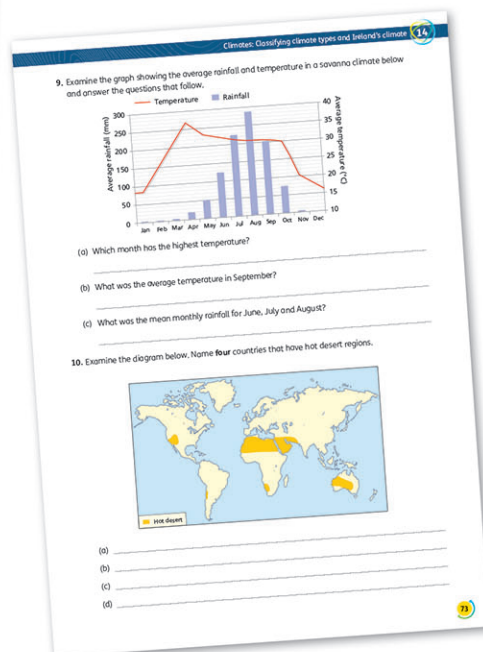 Climates: Classifying climate types and Ireland's climate 14
9. Examine the graph showing the average rainfall and temperature in a savanna climate below
and answer the questions that follow.
Temperature Rainfall
Average rainfall (mm)
300
250
200
150
100
50
0
Average temperature (°C)
40
35
30
25
20
15
10
Jan Feb Mar Apr May Jun Jul Aug Sep Oct Nov Dec
(a) Which month has the highest temperature?
(b) What was the average temperature in September?
(c) What was the mean monthly rainfall for June, July and August?
10. Examine the diagram below. Name four countries that have hot desert regions.
Hot desert
(a)
(b)
(c)
(d)
73